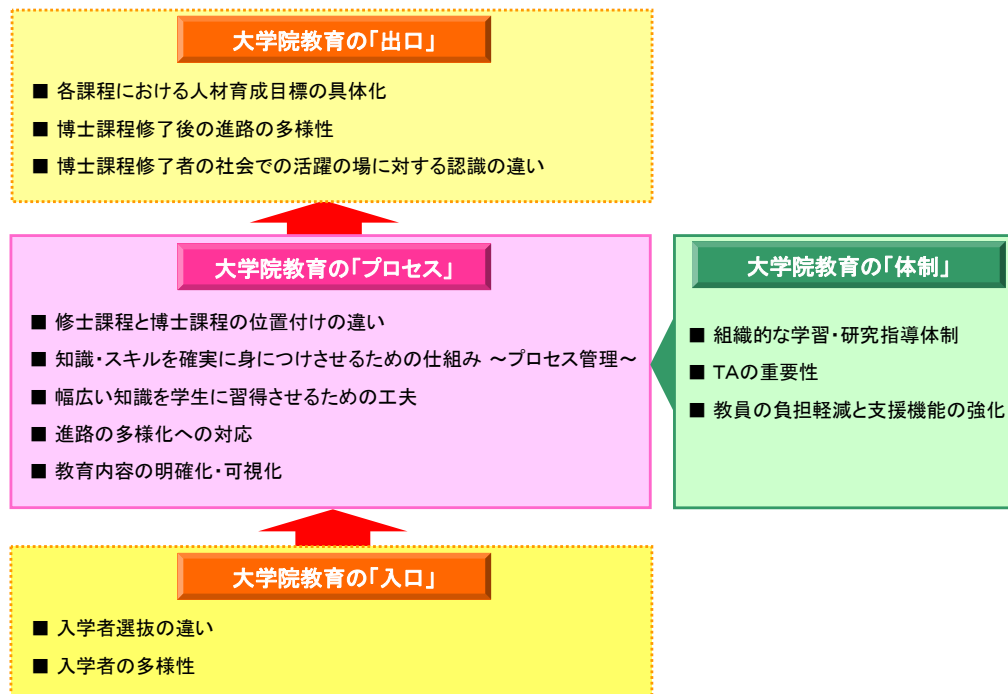 大学院教育の「出口」
■ 各課程における人材育成目標の具体化
■ 博士課程修了後の進路の多様性
■ 博士課程修了者の社会での活躍の場に対する認識の違い
大学院教育の「プロセス」
■ 修士課程と博士課程の位置付けの違い
■ 知識・スキルを確実に身につけさせるための仕組み ～プロセス管理～
■ 幅広い知識を学生に習得させるための工夫
■ 進路の多様化への対応
■ 教育内容の明確化・可視化
大学院教育の「体制」
■ 組織的な学習・研究指導体制
■ TAの重要性
■ 教員の負担軽減と支援機能の強化
大学院教育の「入口」
■ 入学者選抜の違い
■ 入学者の多様性